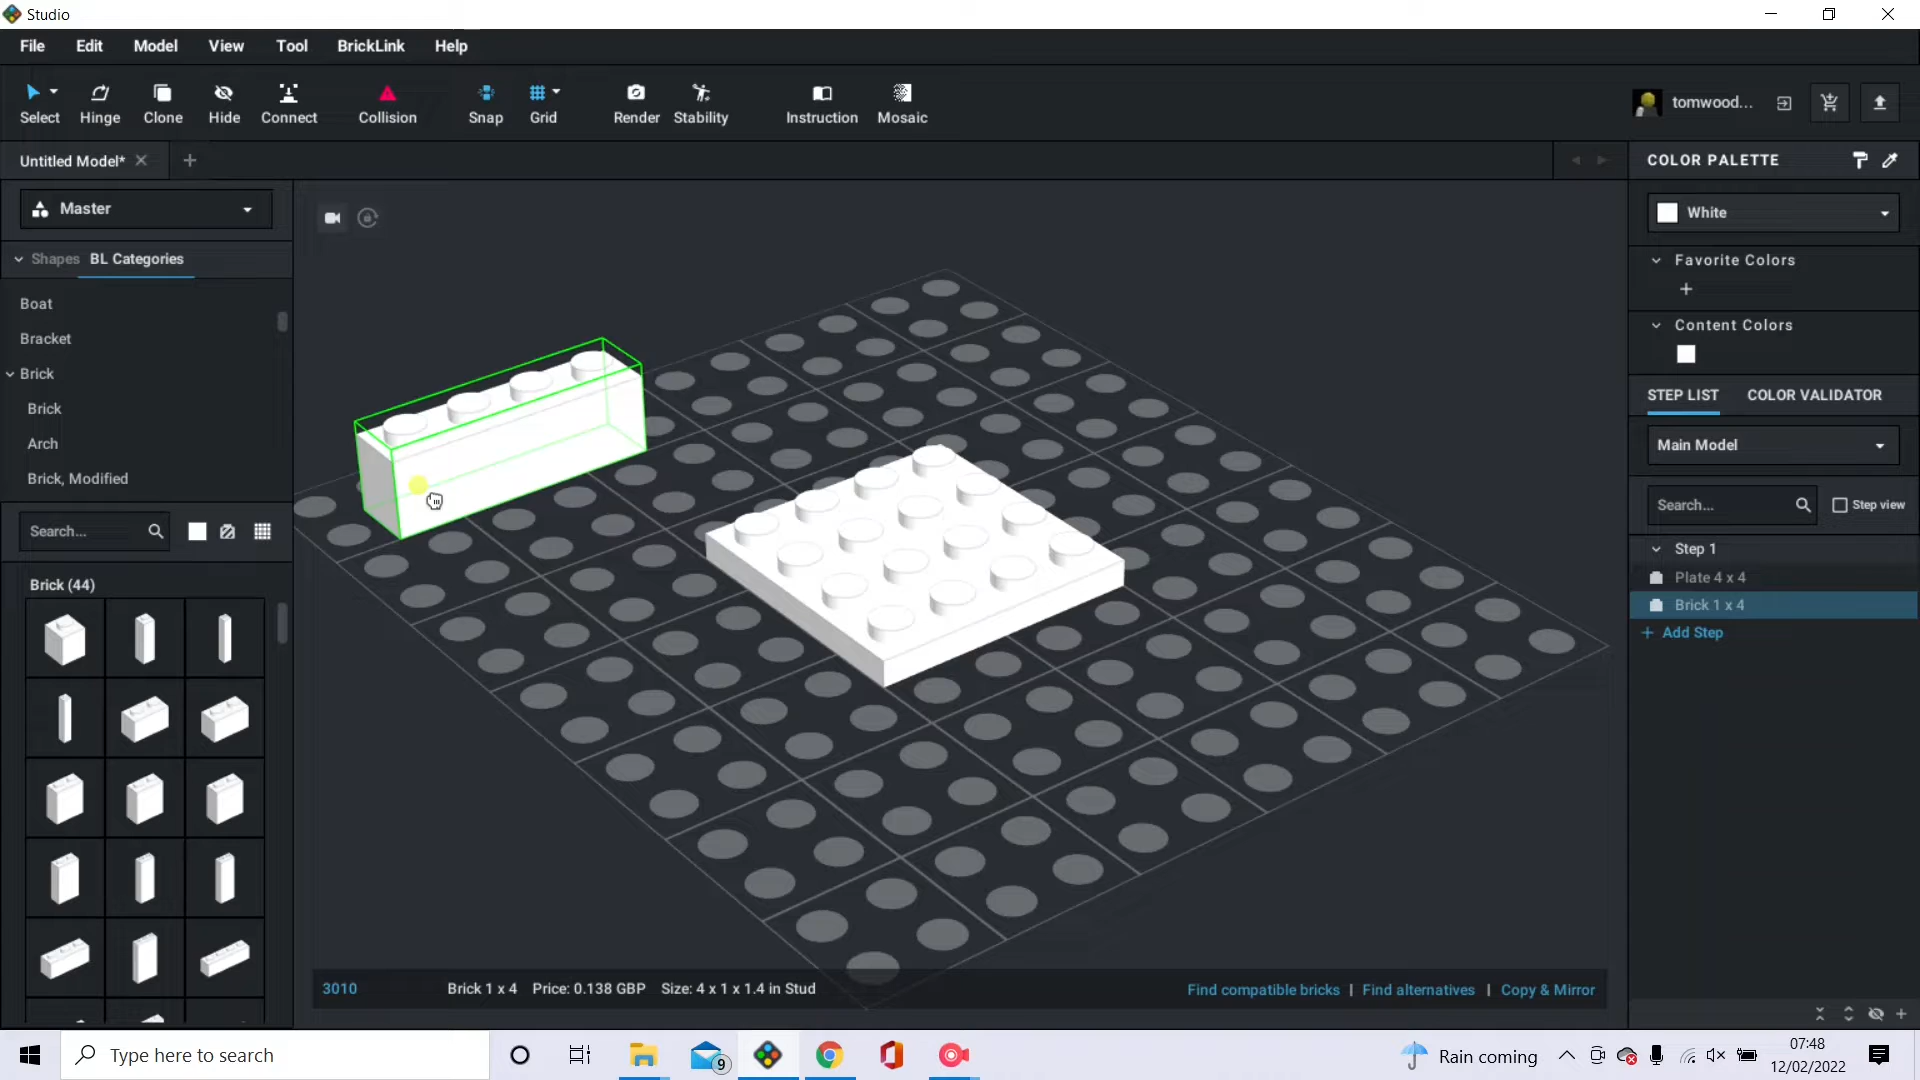 Studio
File Edit Model View Tool BrickLink Help
Select Hinge Clone Hide Connect Collision Snap Grid Render Stability Instruction Mosaic
tomwood...
Untitled Model*
COLOR PALETTE
Master
White
Shapes BL Categories
Favorite Colors
Boat
Bracket
Content Colors
Brick
STEP LIST COLOR VALIDATOR
Brick
Arch
Main Model
Brick, Modified
Search...
Step view
Search...
Step 1
Brick (44)
Plate 4 x 4
Brick 1 x 4
+ Add Step
3010 Brick 1 x 4 Price: 0.138 GBP Size: 4 x 1 x 1.4 in Stud
Find compatible bricks | Find alternatives | Copy & Mirror
Type here to search
9
Rain coming
07:48
12/02/2022